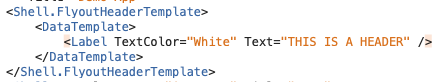 <Shell.FlyoutHeaderTemplate>
<DataTemplate>
<Label TextColor="White" Text="THIS IS A HEADER" />
</DataTemplate>
</Shell.FlyoutHeaderTemplate>